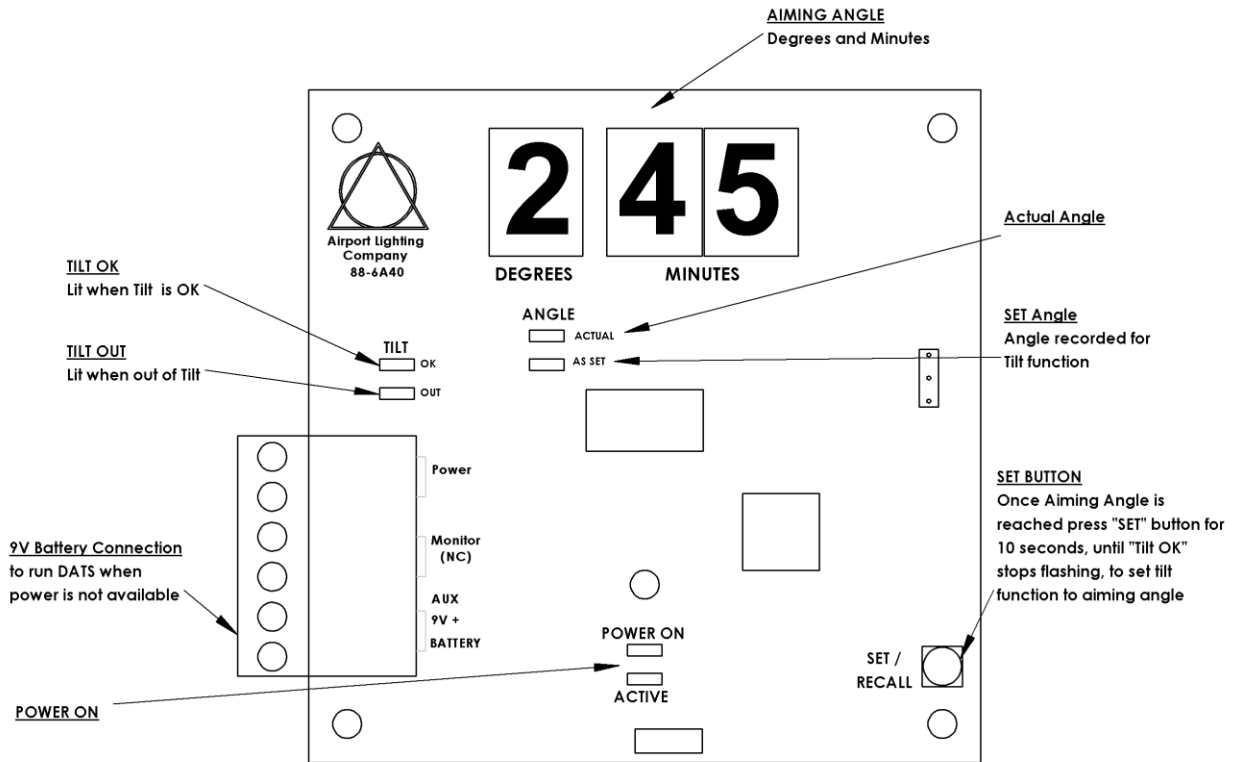 AIMING ANGLE
Degrees and Minutes
2 45
DEGREES MINUTES
Airport Lighting
Company
88-6A40
Actual Angle
TILT OK
Lit when Tilt is OK
TILT OUT
Lit when out of Tilt
ANGLE
ACTUAL
AS SET
TILT
OK
OUT
SET Angle
Angle recorded for
Tilt function
Power
Monitor
(NC)
AUX
9V +
BATTERY
9V Battery Connection
to run DATS when
power is not available
SET BUTTON
Once Aiming Angle is
reached press "SET" button for
10 seconds, until "Tilt OK"
stops flashing, to set tilt
function to aiming angle
POWER ON
ACTIVE
SET /
RECALL
POWER ON